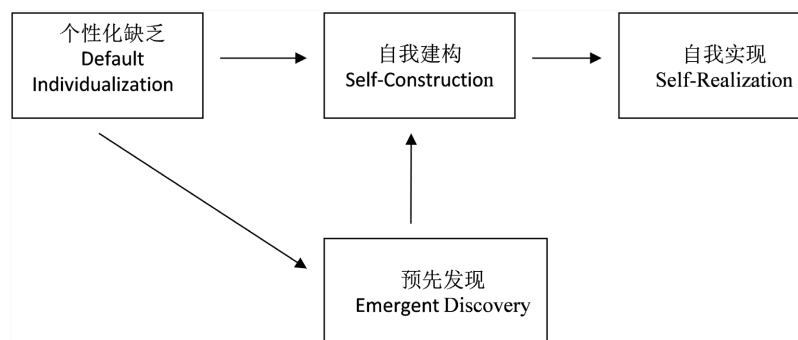 个性化缺乏
Default
Individualization
自我建构
Self-Construction
自我实现
Self-Realization
预先发现
Emergent Discovery